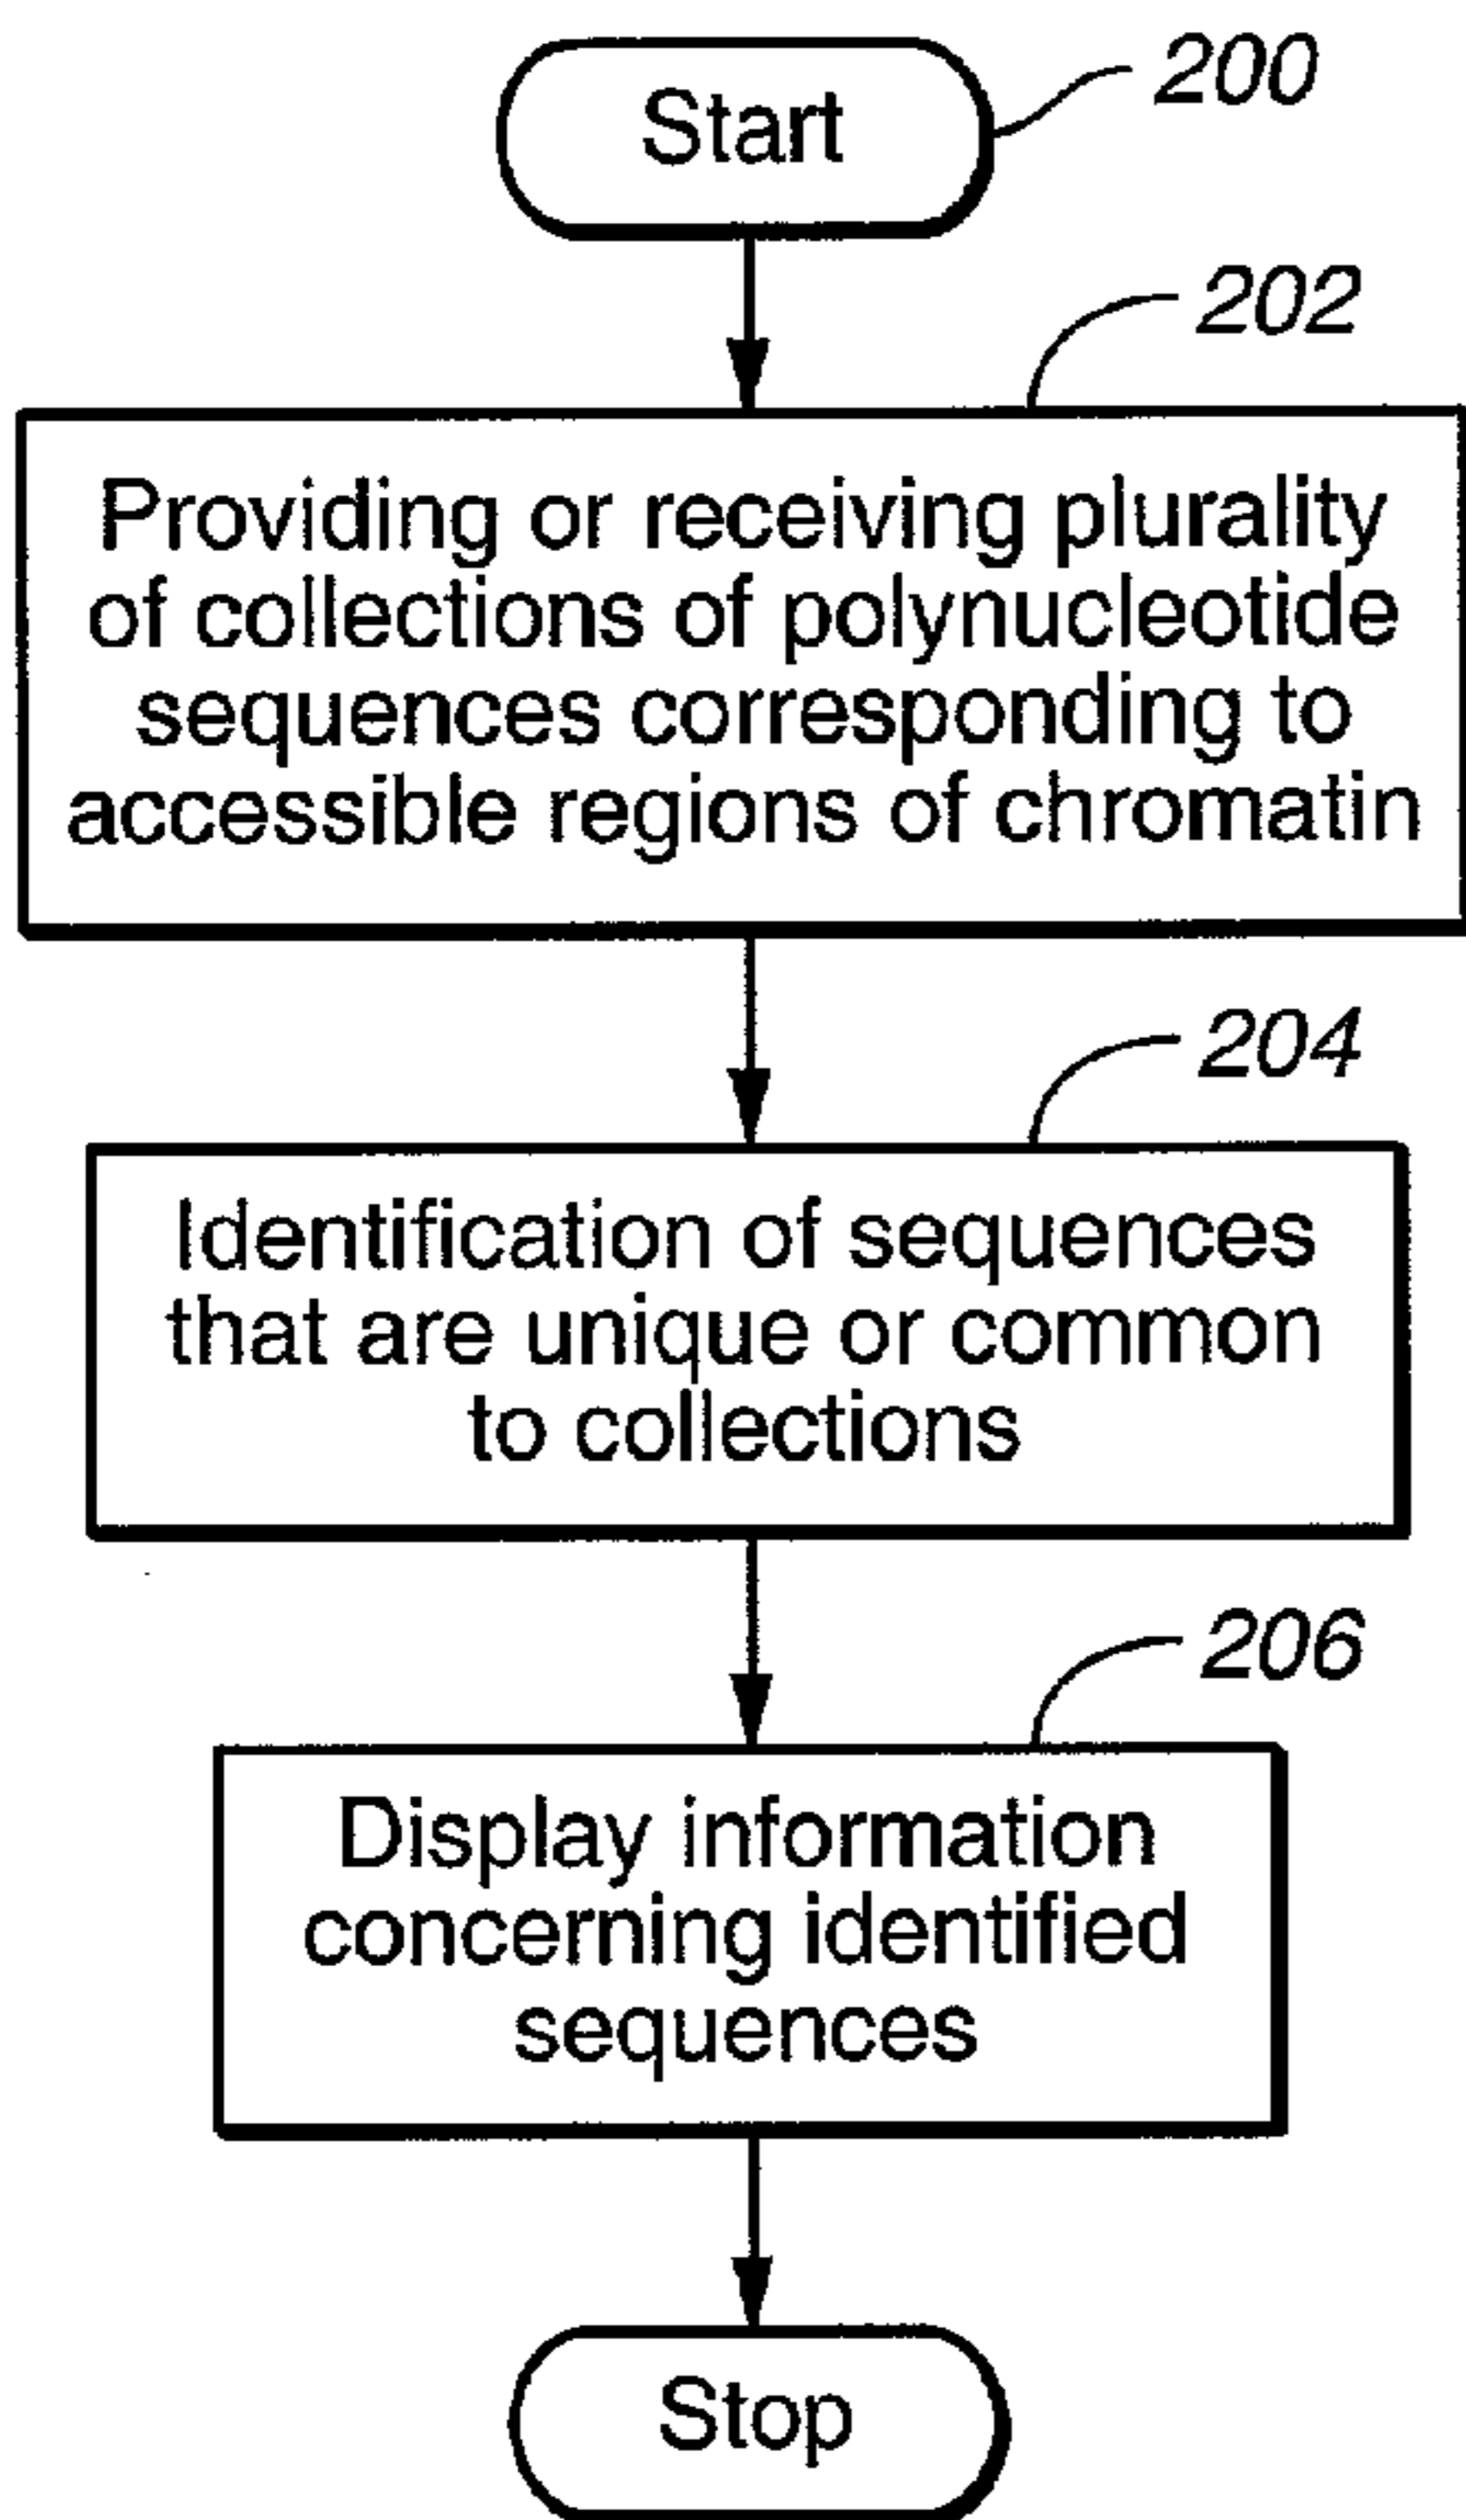 Start
200
202
Providing or receiving plurality
of collections of polynucleotide
sequences corresponding to
accessible regions of chromatin
204
Identification of sequences
that are unique or common
to collections
206
Display information
concerning identified
sequences
Stop